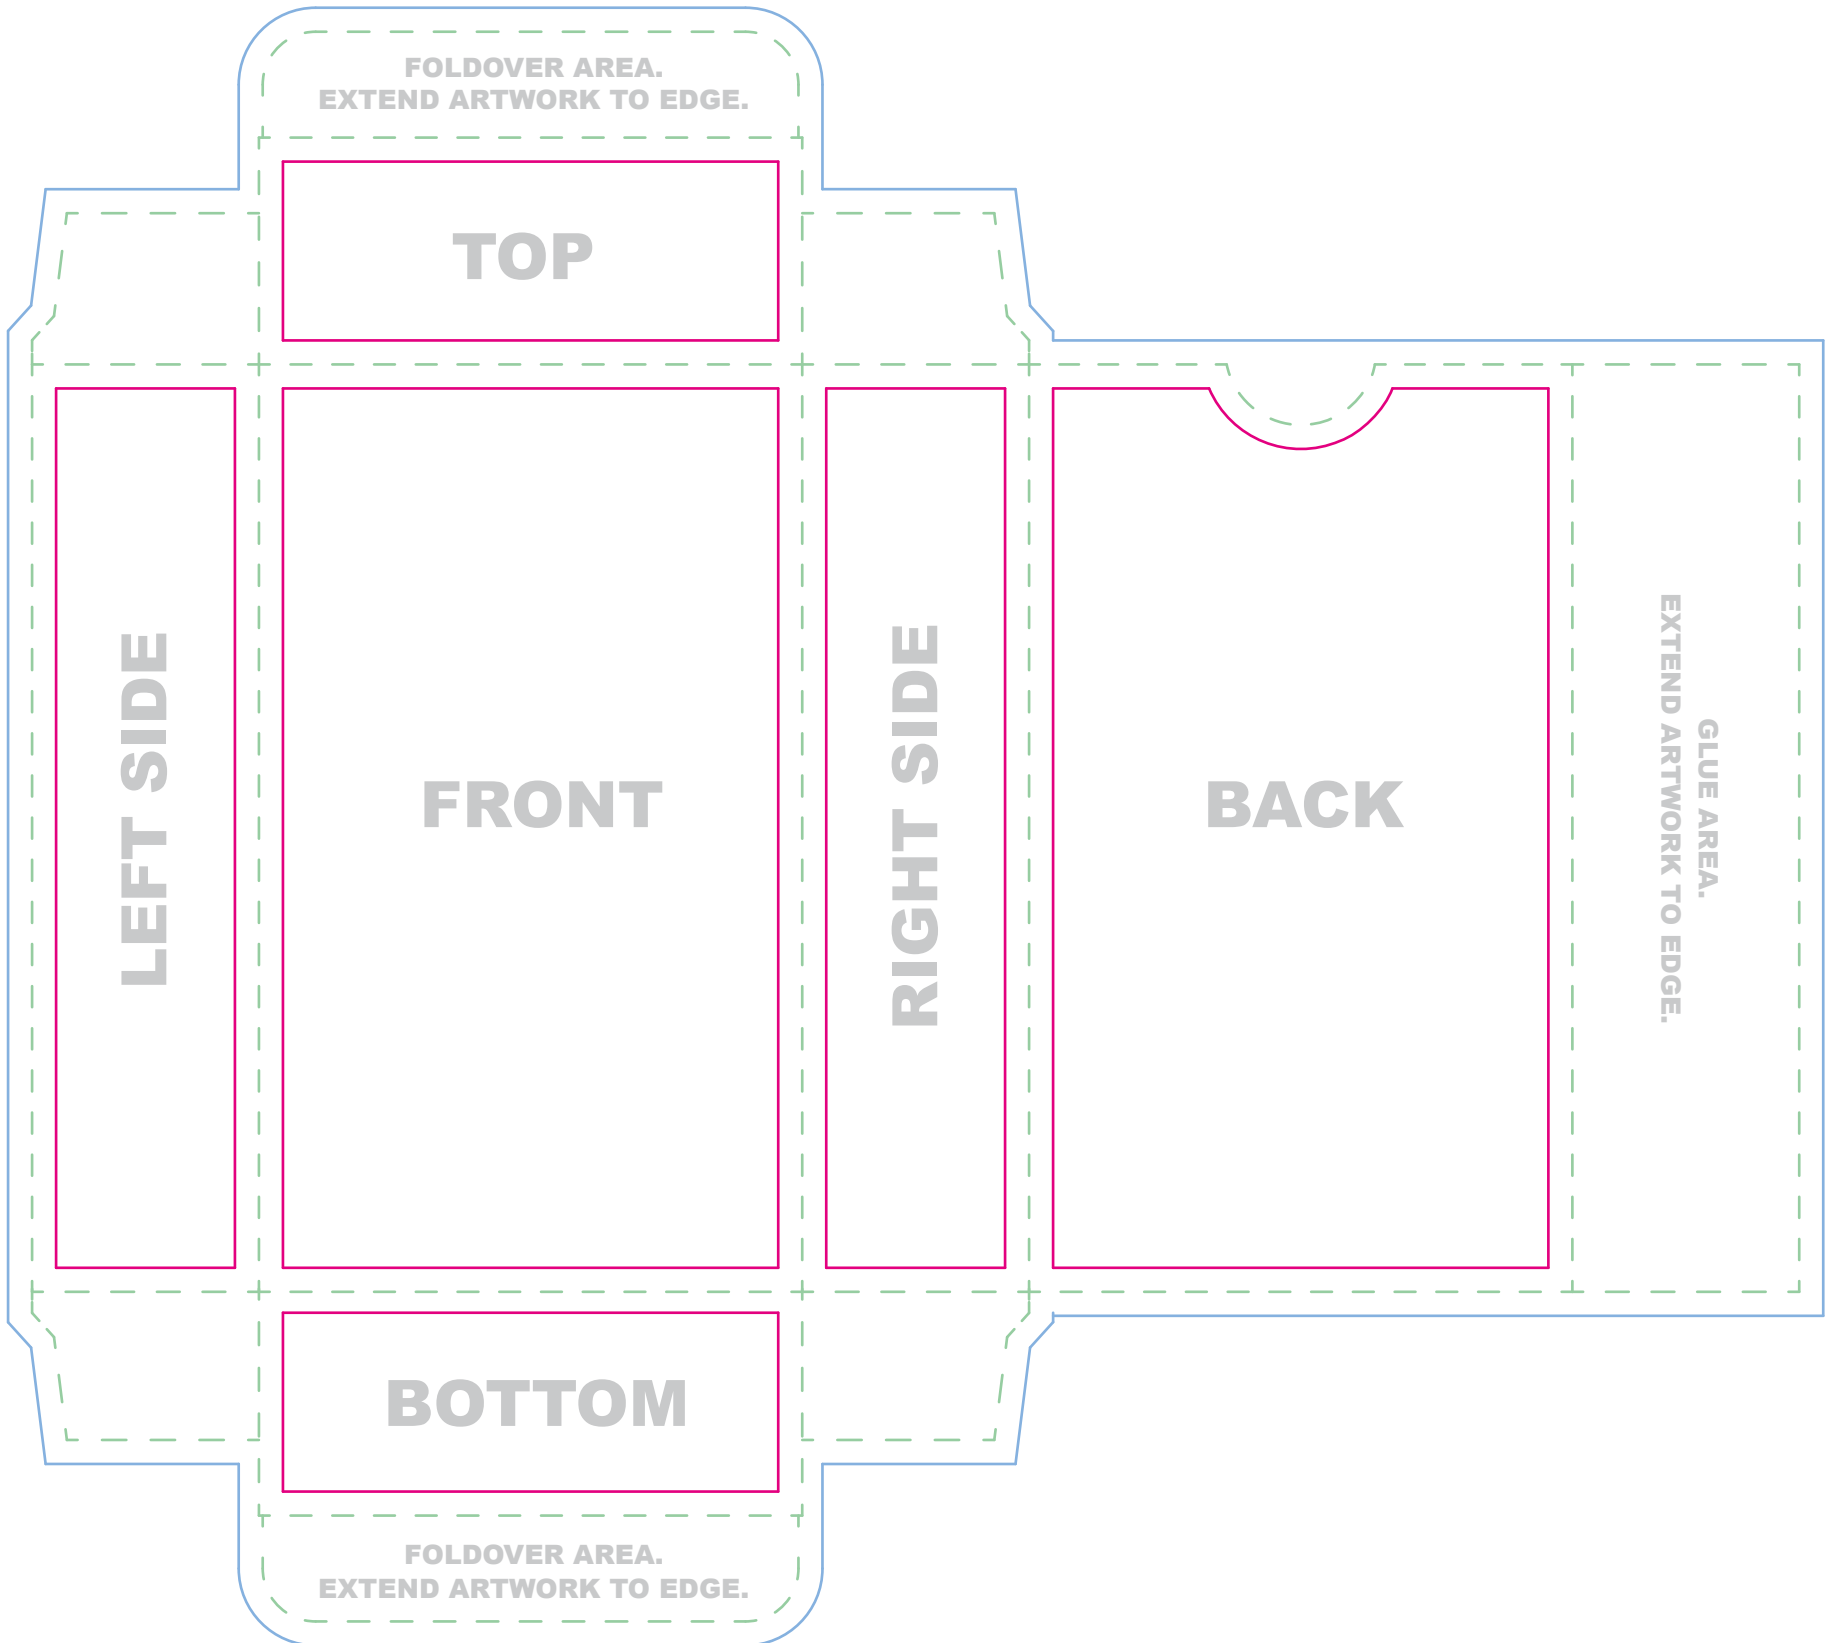 FOLDOVER AREA.
EXTEND ARTWORK TO EDGE.
TOP
LEFT SIDE
FRONT
RIGHT SIDE
BACK
GLUE AREA.
EXTEND ARTWORK TO EDGE.
BOTTOM
FOLDOVER AREA.
EXTEND ARTWORK TO EDGE.